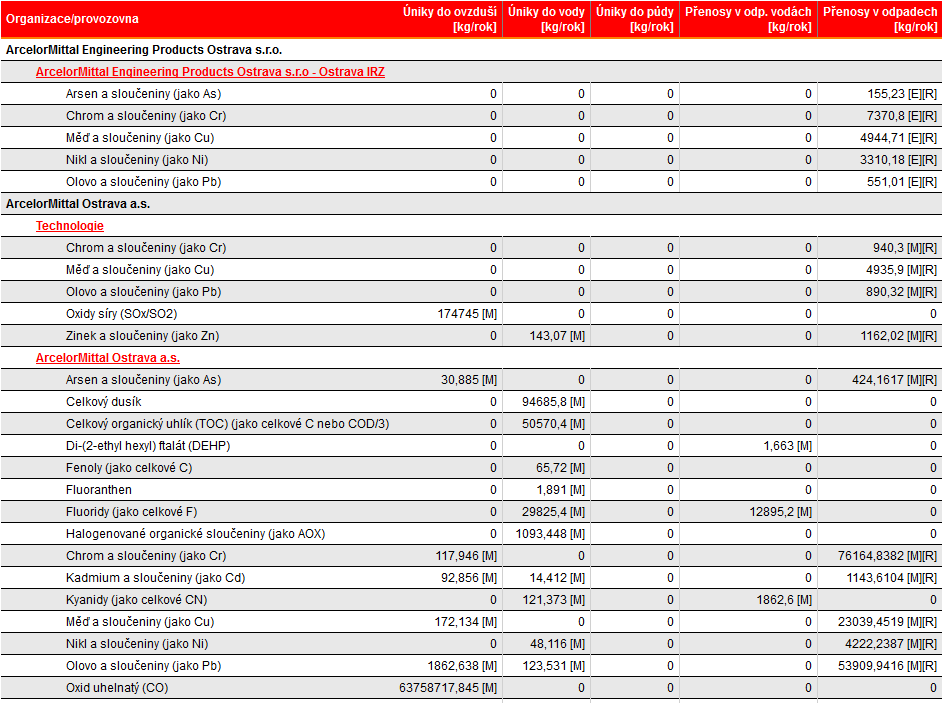 Organizace/provozovna Úniky do ovzduší [kg/rok] Úniky do vody [kg/rok] Úniky do půdy [kg/rok] Přenosy v odp. vodách [kg/rok] Přenosy v odpadech [kg/rok]
ArcelorMittal Engineering Products Ostrava s.r.o.
ArcelorMittal Engineering Products Ostrava s.r.o - Ostrava IRZ
Arsen a sloučeniny (jako As) 0 0 0 0 155,23 [E][R]
Chrom a sloučeniny (jako Cr) 0 0 0 0 7370,8 [E][R]
Měď a sloučeniny (jako Cu) 0 0 0 0 4944,71 [E][R]
Nikl a sloučeniny (jako Ni) 0 0 0 0 3310,18 [E][R]
Olovo a sloučeniny (jako Pb) 0 0 0 0 551,01 [E][R]
ArcelorMittal Ostrava a.s.
Technologie
Chrom a sloučeniny (jako Cr) 0 0 0 0 940,3 [M][R]
Měď a sloučeniny (jako Cu) 0 0 0 0 4935,9 [M][R]
Olovo a sloučeniny (jako Pb) 0 0 0 0 890,32 [M][R]
Oxidy síry (SOx/SO2) 174745 [M] 0 0 0 0
Zinek a sloučeniny (jako Zn) 0 143,07 [M] 0 0 1162,02 [M][R]
ArcelorMittal Ostrava a.s.
Arsen a sloučeniny (jako As) 30,885 [M] 0 0 0 424,1617 [M][R]
Celkový dusík 0 94685,8 [M] 0 0 0
Celkový organický uhlík (TOC) (jako celkové C nebo COD/3) 0 50570,4 [M] 0 0 0
Di-(2-ethyl hexyl) ftalát (DEHP) 0 0 0 1,663 [M] 0
Fenoly (jako celkové C) 0 65,72 [M] 0 0 0
Fluoranthen 0 1,891 [M] 0 0 0
Fluoridy (jako celkové F) 0 29825,4 [M] 0 12895,2 [M] 0
Halogenované organické sloučeniny (jako AOX) 0 1093,448 [M] 0 0 0
Chrom a sloučeniny (jako Cr) 117,946 [M] 0 0 0 76164,8382 [M][R]
Kadmium a sloučeniny (jako Cd) 92,856 [M] 14,412 [M] 0 0 1143,6104 [M][R]
Kyanidy (jako celkové CN) 0 121,373 [M] 0 1862,6 [M] 0
Měď a sloučeniny (jako Cu) 172,134 [M] 0 0 0 23039,4519 [M][R]
Nikl a sloučeniny (jako Ni) 0 48,116 [M] 0 0 4222,2387 [M][R]
Olovo a sloučeniny (jako Pb) 1862,638 [M] 123,531 [M] 0 0 53909,9416 [M][R]
Oxid uhelnatý (CO) 63758717,845 [M] 0 0 0 0